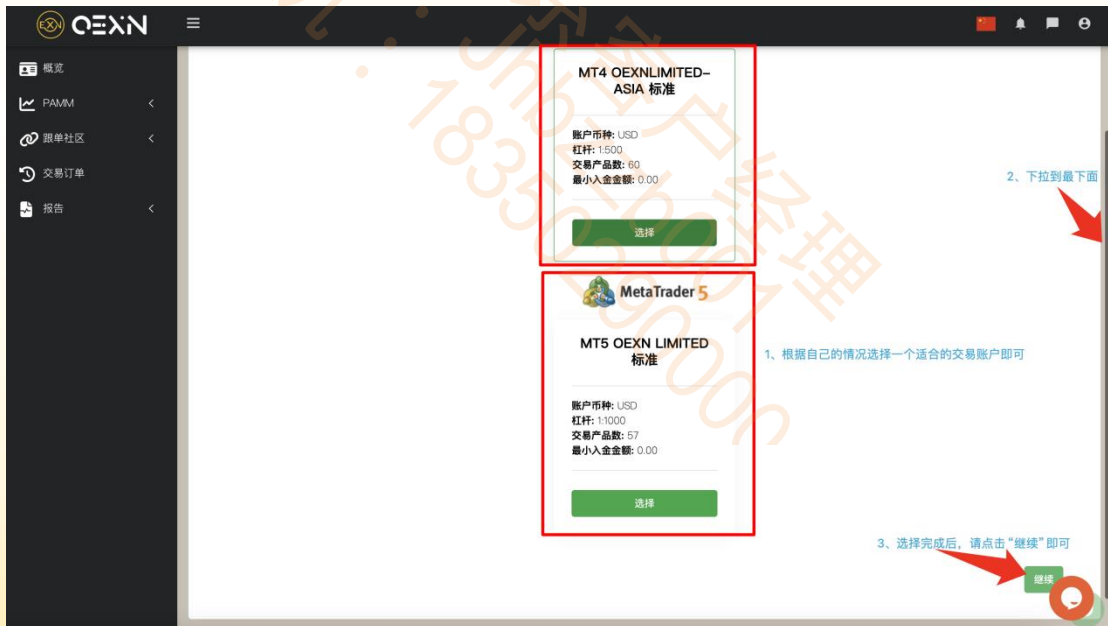 OEXN
概览
PAMM
跟单社区
交易订单
报告
MT4 OEXNLIMITED-
ASIA 标准
账户币种: USD
杠杆: 1:500
交易产品数: 60
最小入金金额: 0.00
选择
2、下拉到最下面
MetaTrader 5
MT5 OEXN LIMITED
标准
1、根据自己的情况选择一个适合的交易账户即可
账户币种: USD
杠杆: 1:1000
交易产品数: 57
最小入金金额: 0.00
选择
3、选择完成后，请点击“继续”即可
继续
客户经理
18350290000